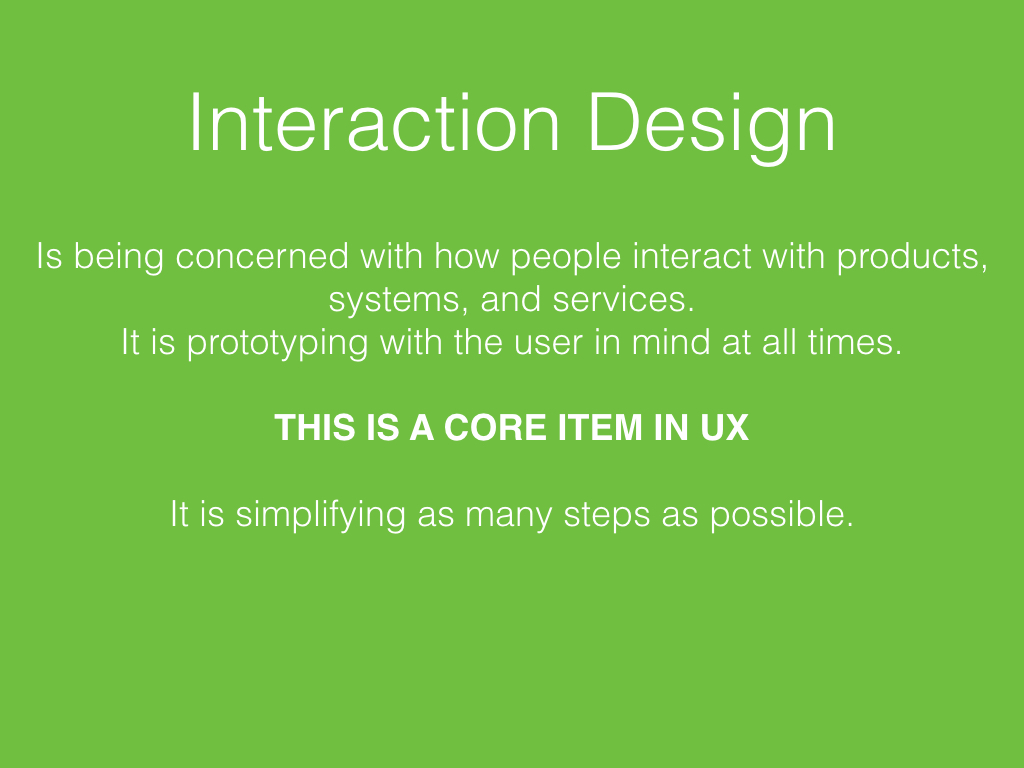 Interaction Design
Is being concerned with how people interact with products,
systems, and services.
It is prototyping with the user in mind at all times.
THIS IS A CORE ITEM IN UX
It is simplifying as many steps as possible.